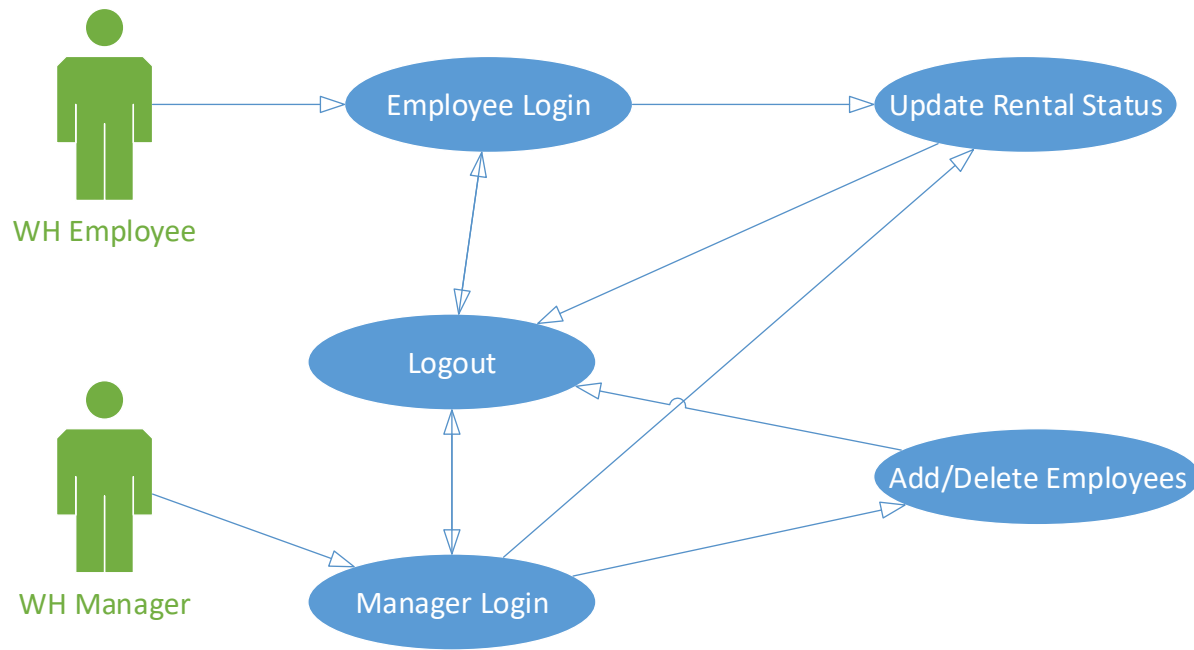 Employee Login
Update Rental Status
WH Employee
Logout
Add/Delete Employees
WH Manager
Manager Login